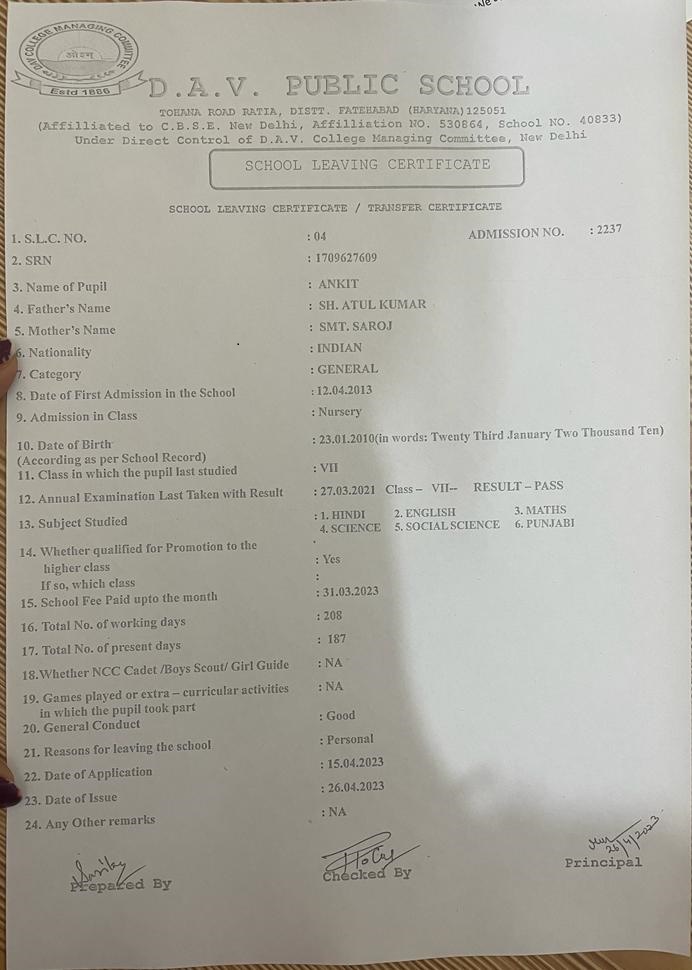 DAV COLLEGE MANAGING COMMITTEE
ओ३म्
Estd 1886
D.A.V. PUBLIC SCHOOL
TOHANA ROAD RATIA, DISTT. FATEHABAD (HARYANA)125051
(Affilliated to C.B.S.E. New Delhi, Affilliation NO. 530864, School NO. 40833)
Under Direct Control of D.A.V. College Managing Committee, New Delhi
SCHOOL LEAVING CERTIFICATE
SCHOOL LEAVING CERTIFICATE / TRANSFER CERTIFICATE
1. S.L.C. NO. : 04 ADMISSION NO. : 2237
2. SRN : 1709627609
3. Name of Pupil : ANKIT
4. Father's Name : SH. ATUL KUMAR
5. Mother's Name : SMT. SAROJ
6. Nationality : INDIAN
7. Category : GENERAL
8. Date of First Admission in the School : 12.04.2013
9. Admission in Class : Nursery
10. Date of Birth : 23.01.2010(in words: Twenty Third January Two Thousand Ten)
(According as per School Record)
11. Class in which the pupil last studied : VII
12. Annual Examination Last Taken with Result : 27.03.2021 Class – VII-- RESULT – PASS
13. Subject Studied : 1. HINDI 2. ENGLISH 3. MATHS
4. SCIENCE 5. SOCIAL SCIENCE 6. PUNJABI
14. Whether qualified for Promotion to the
higher class : Yes
If so, which class :
15. School Fee Paid upto the month : 31.03.2023
16. Total No. of working days : 208
17. Total No. of present days : 187
18.Whether NCC Cadet /Boys Scout/ Girl Guide : NA
19. Games played or extra – curricular activities : NA
in which the pupil took part
20. General Conduct : Good
21. Reasons for leaving the school : Personal
22. Date of Application : 15.04.2023
23. Date of Issue : 26.04.2023
24. Any Other remarks : NA
26/4/2023
Prepared By Checked By Principal